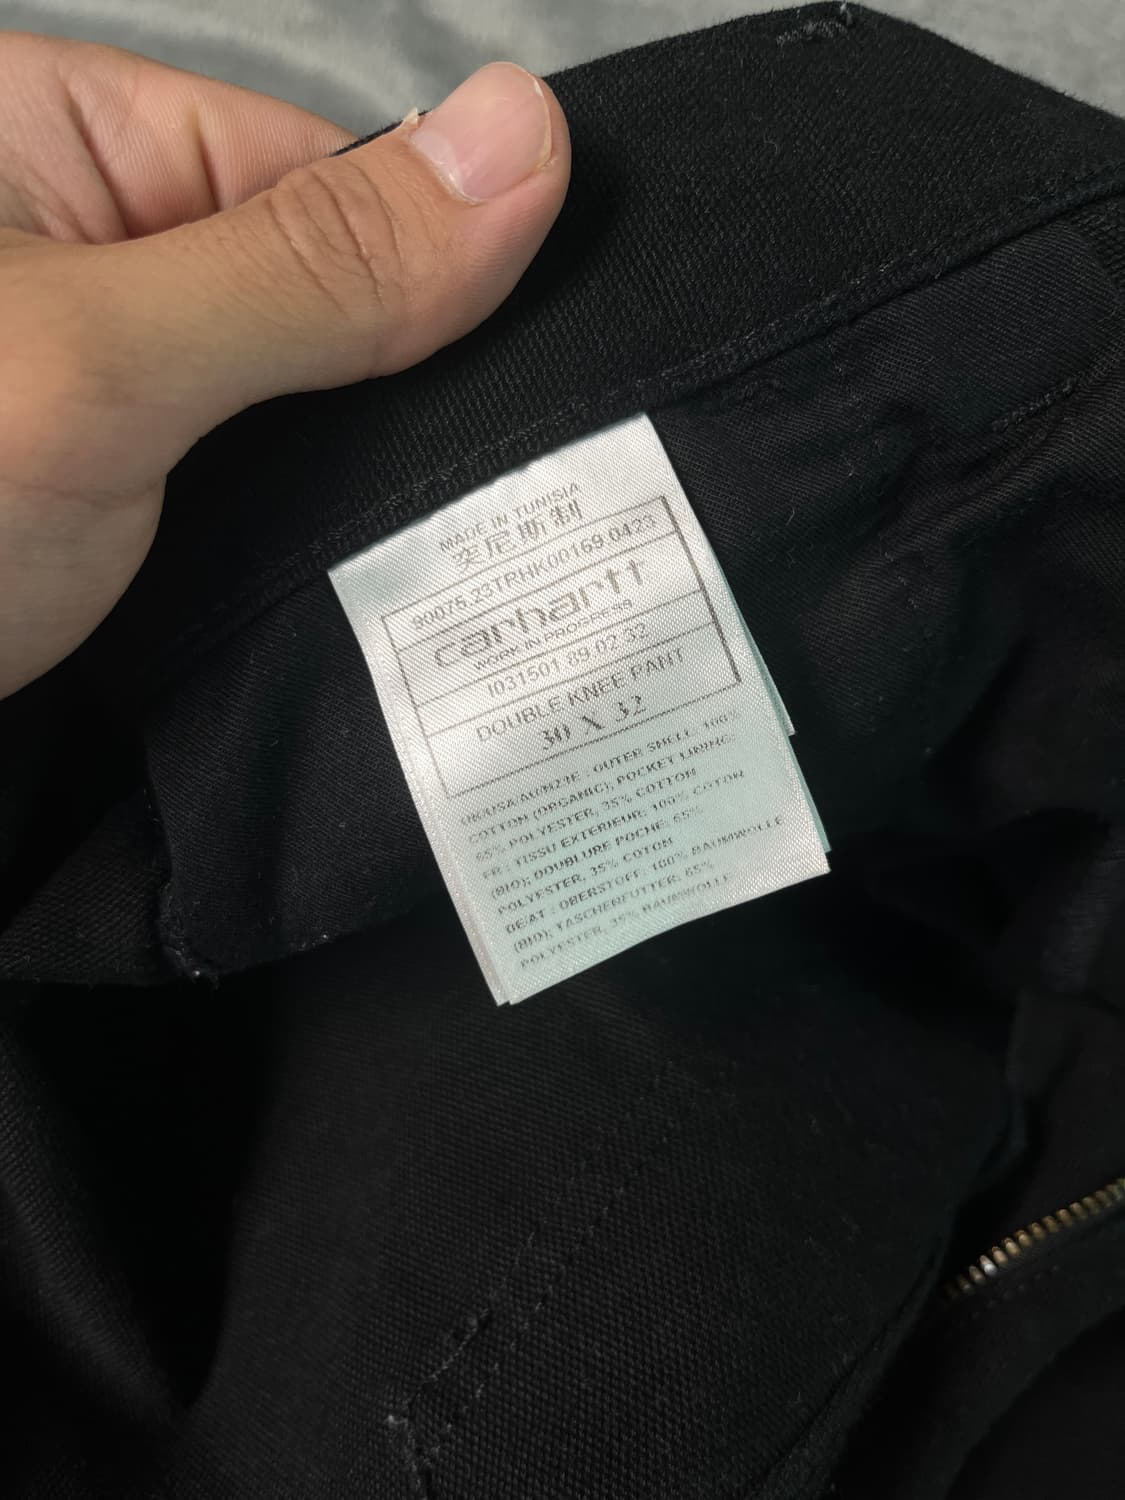 MADE IN TUNISIA
突尼斯制
90075.23TRHK00169 0423
carhartt
WORK IN PROGRESS
I031501 89 02 32
DOUBLE KNEE PANT
30 X 32
UK/USA/AU/NZ/IE : OUTER SHELL: 100%
COTTON (ORGANIC); POCKET LINING:
65% POLYESTER, 35% COTTON
FR : TISSU EXTERIEUR: 100% COTON
(BIO); DOUBLURE POCHE: 65%
POLYESTER, 35% COTON
DE/AT : OBERSTOFF: 100% BAUMWOLLE
(BIO); TASCHENFUTTER: 65%
POLYESTER, 35% BAUMWOLLE